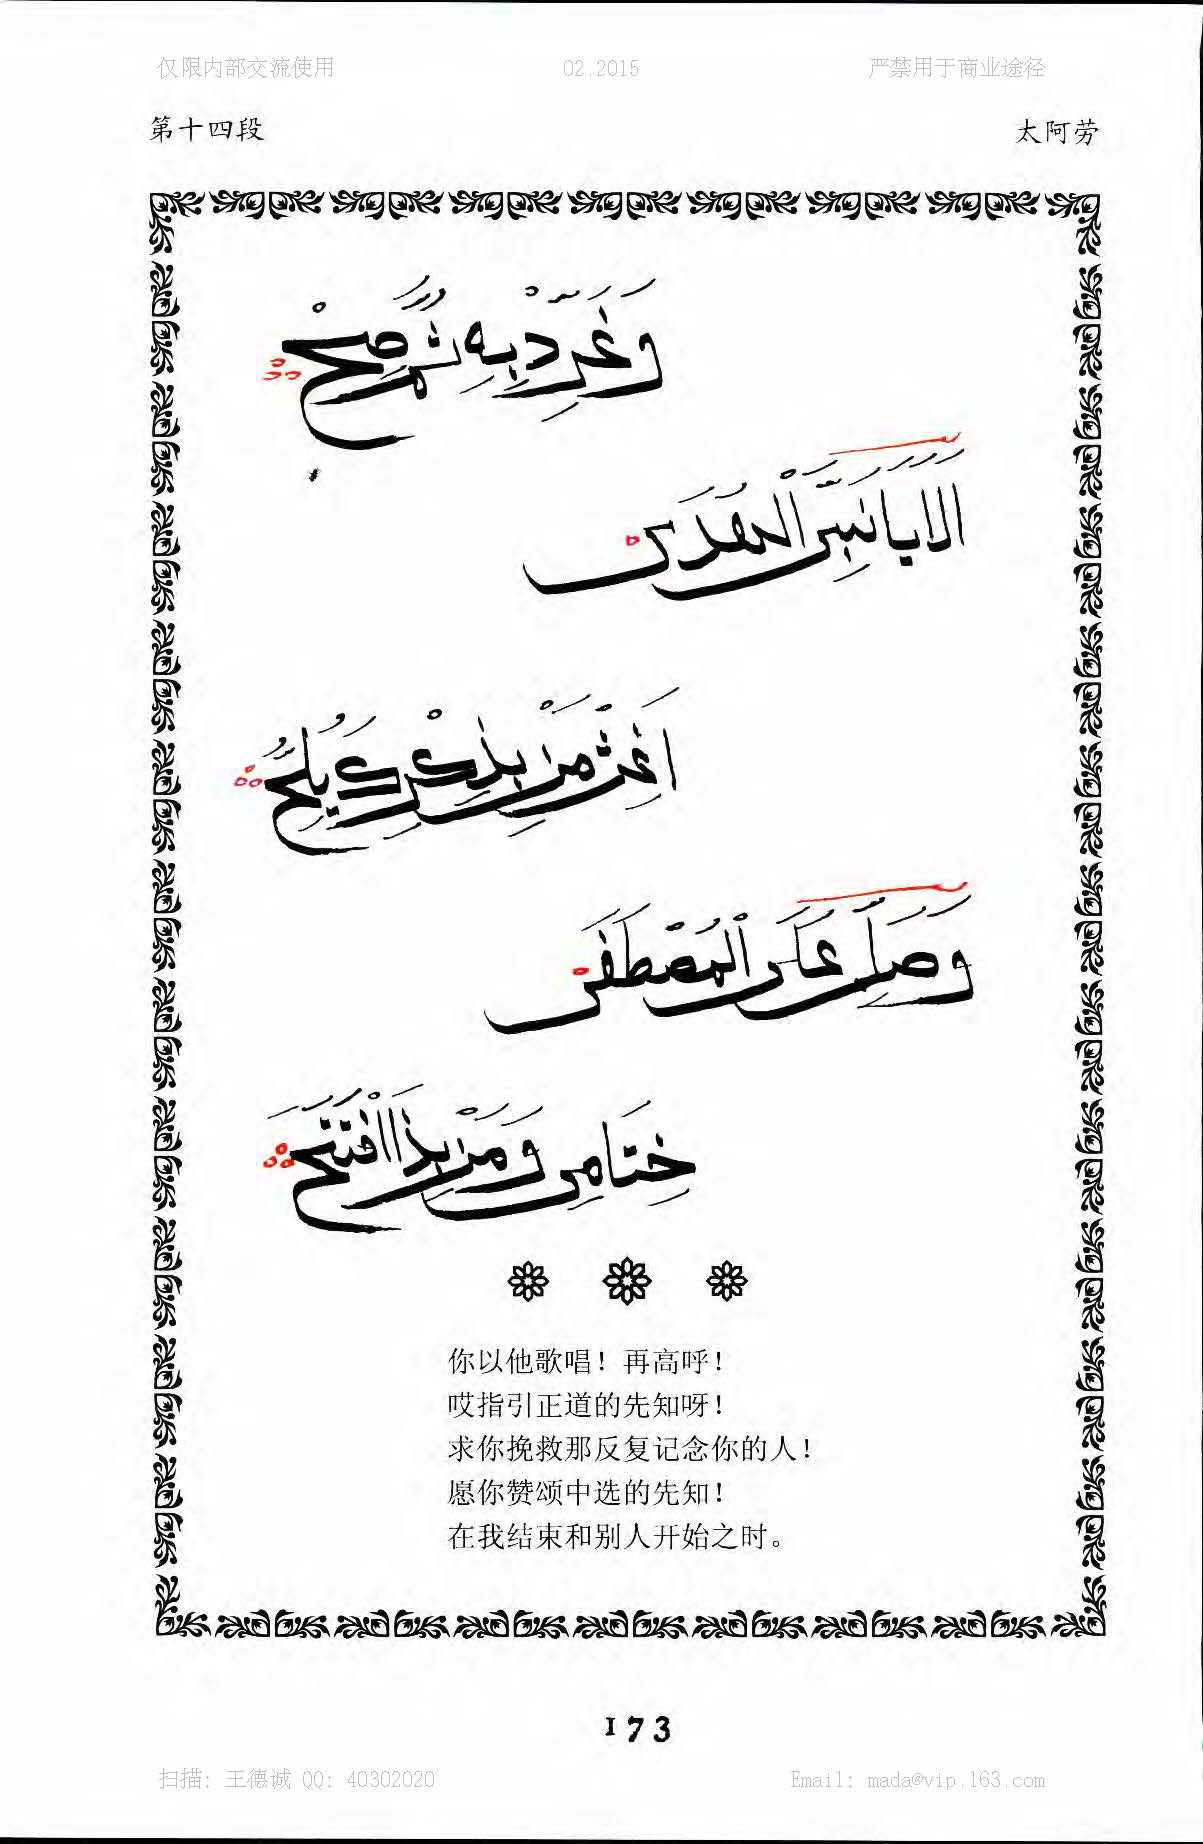 仅限内部交流使用 02.2015 严禁用于商业途径
第十四段 太阿劳
وَغَرِّدْ بِهِ ثُمَّ صِحْ
اَلَا يَا نَبِيَّ الْهُدَى
اَغِثْ مَنْ بِذِكْرِكَ يُلِحُّ
وَصَلِّ عَلَى الْمُصْطَفَى
خِتَامِي وَمَنْ بِذَا افْتَتَحَ
你以他歌唱！再高呼！
哎指引正道的先知呀！
求你挽救那反复记念你的人！
愿你赞颂中选的先知！
在我结束和别人开始之时。
173
扫描: 王德诚 QQ: 40302020 Email: mada@vip.163.com